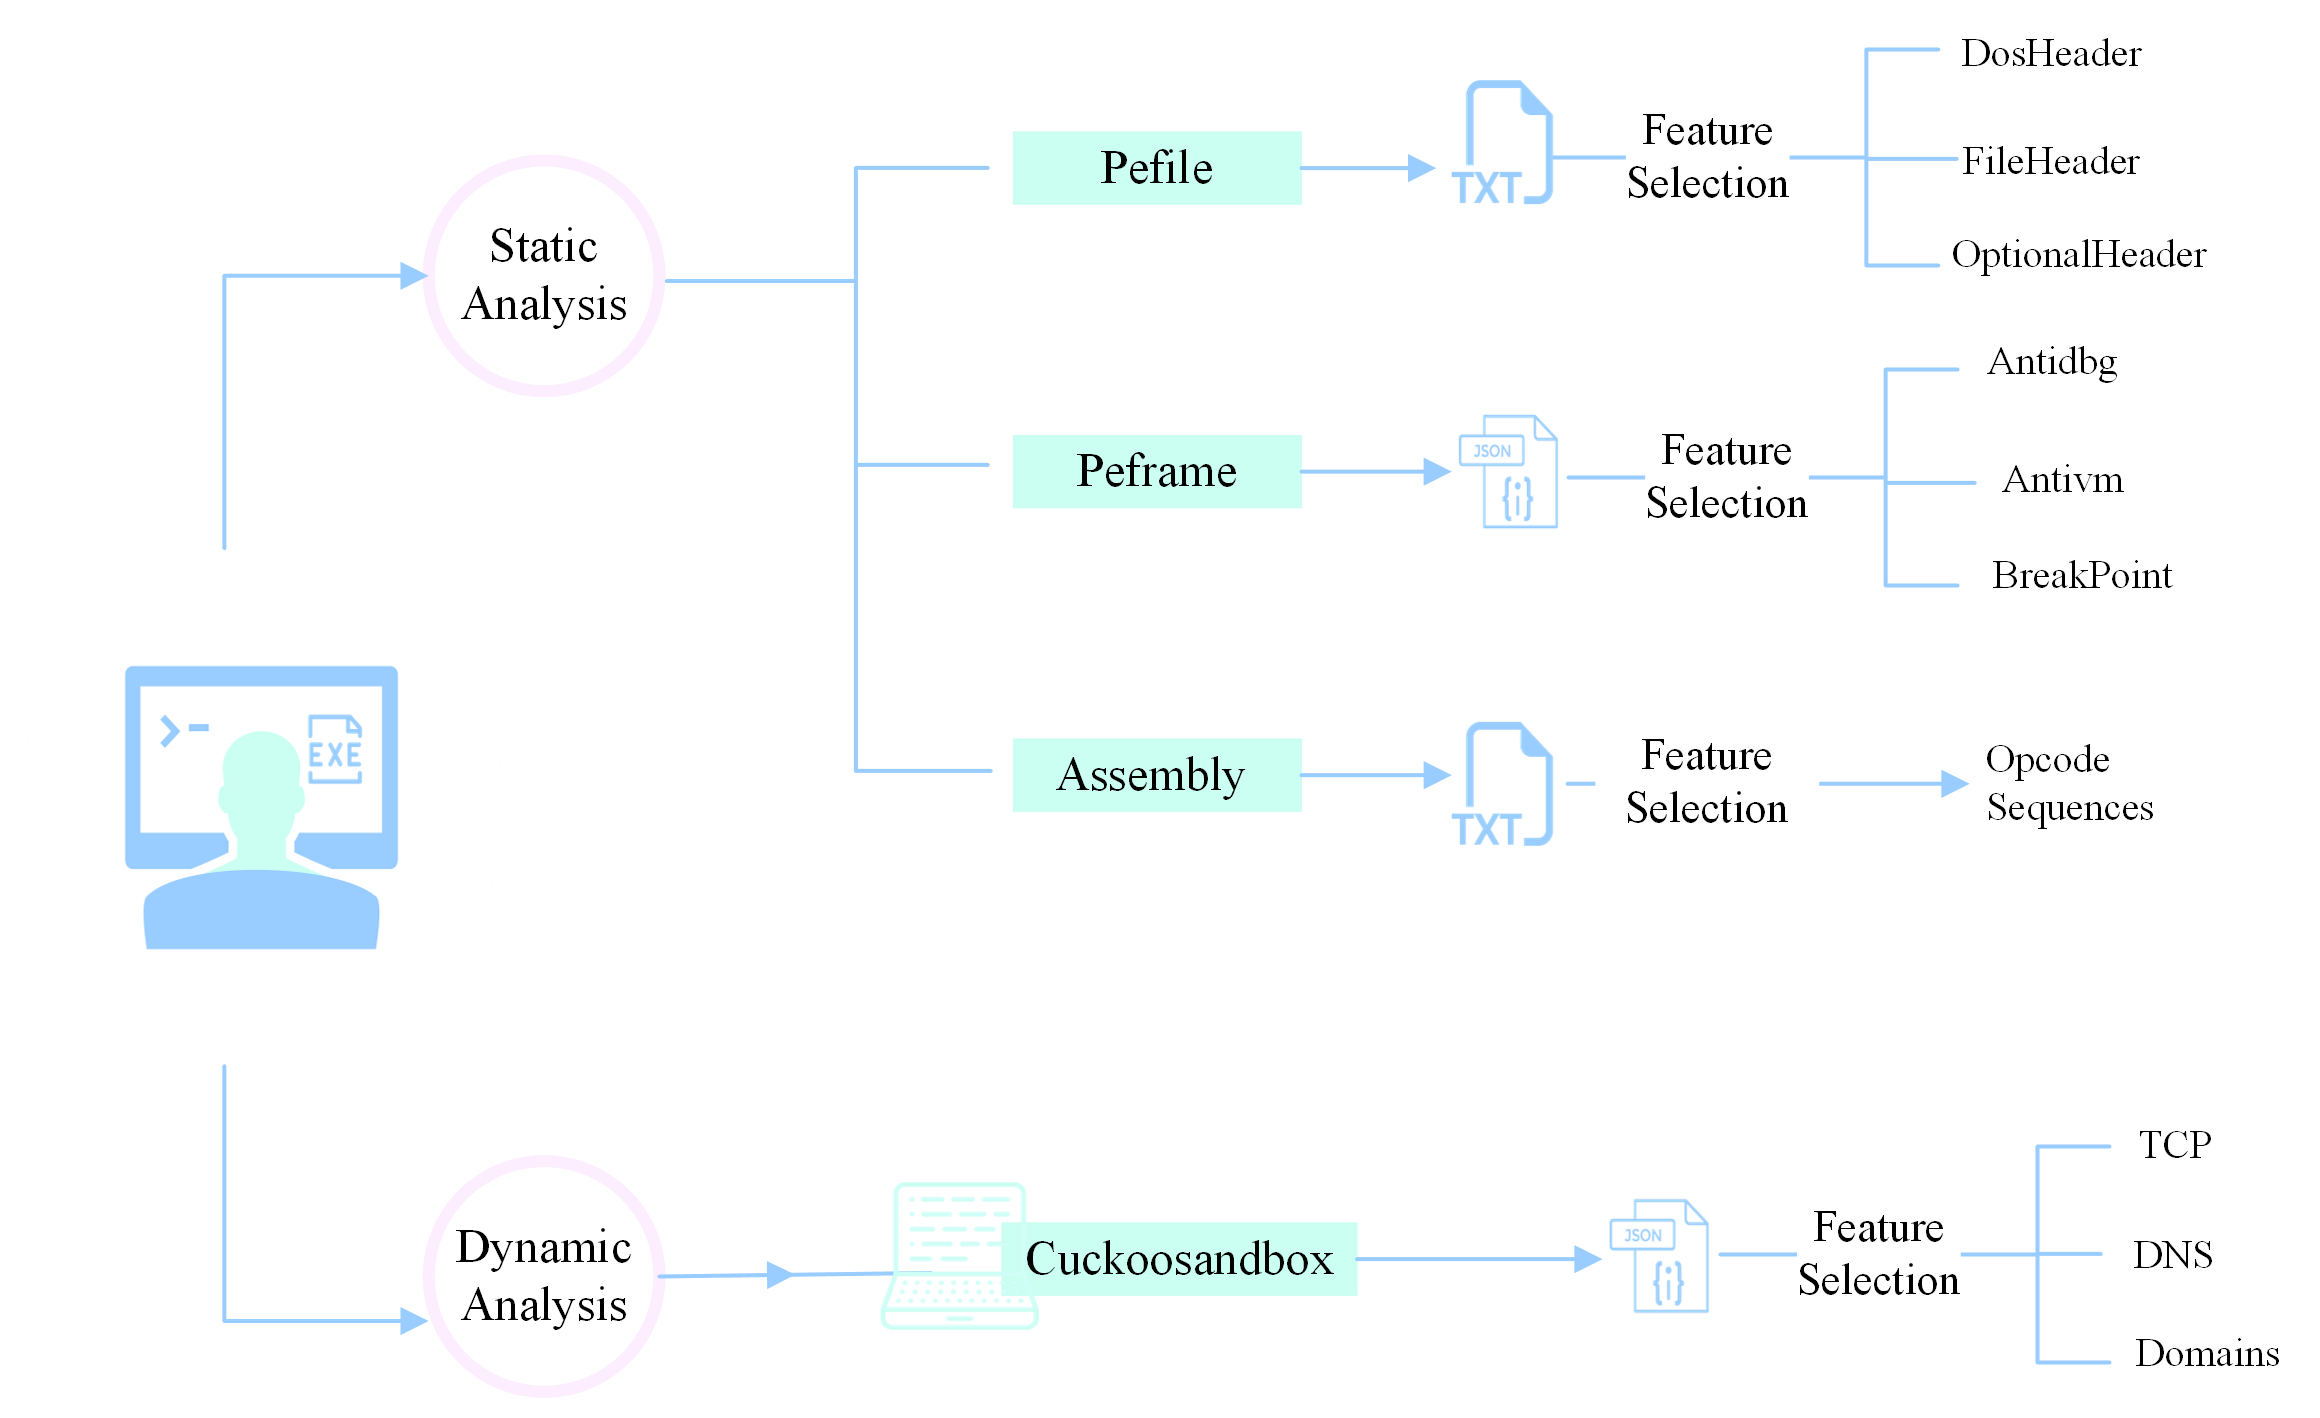 DosHeader
Feature
Selection
Pefile
TXT
FileHeader
OptionalHeader
Static
Analysis
Antidbg
Peframe
JSON
{i}
Feature
Selection
Antivm
BreakPoint
>-
EXE
Assembly
TXT
Feature
Selection
Opcode
Sequences
Dynamic
Analysis
Cuckoosandbox
JSON
{i}
Feature
Selection
TCP
DNS
Domains